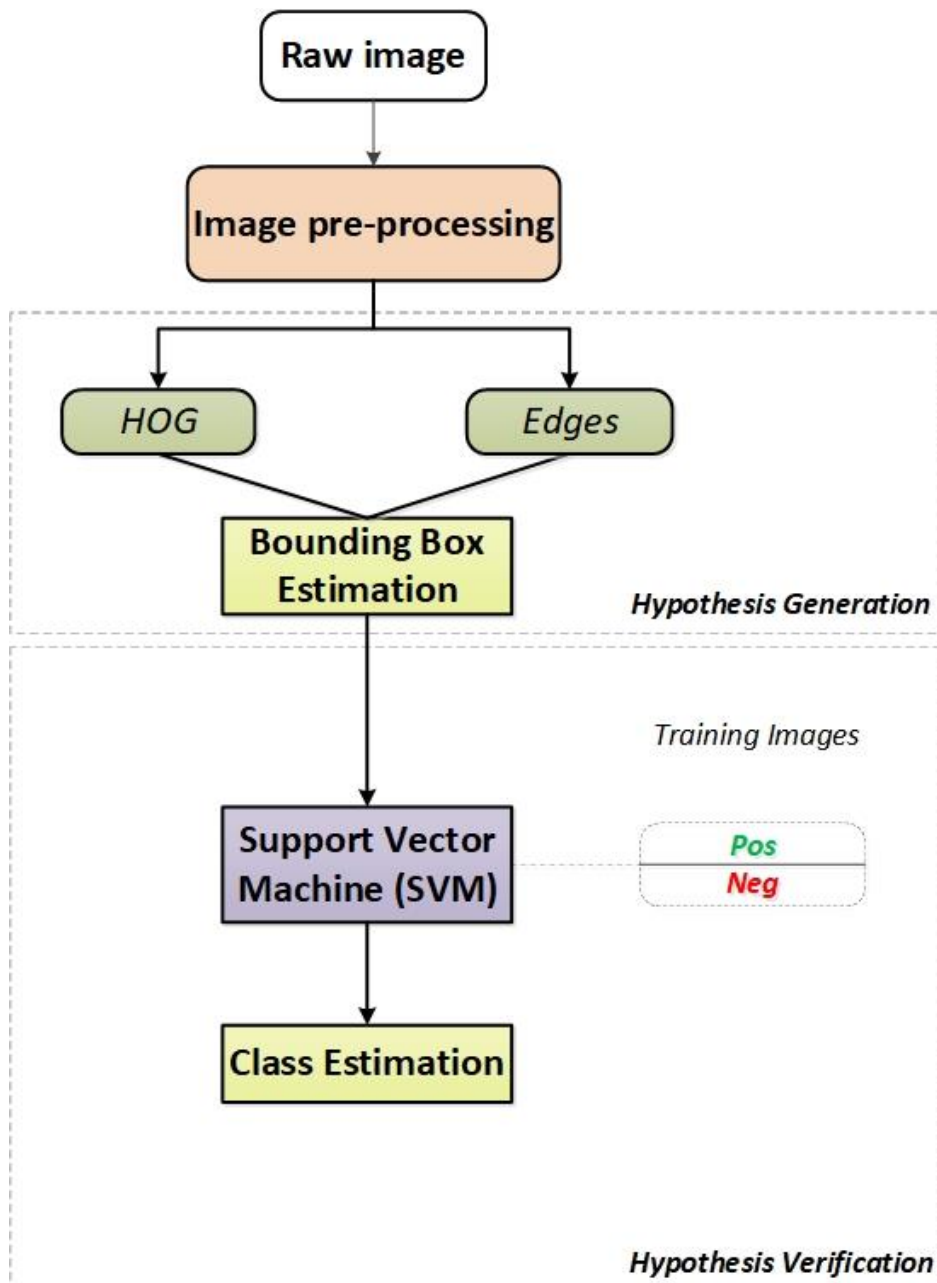 Raw image
Image pre-processing
HOG
Edges
Bounding Box
Estimation
Hypothesis Generation
Training Images
Support Vector
Machine (SVM)
Pos
Neg
Class Estimation
Hypothesis Verification